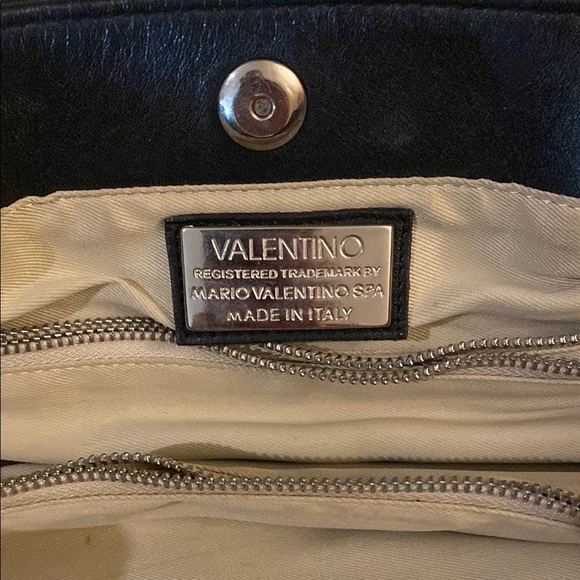 VALENTINO
REGISTERED TRADEMARK BY
MARIO VALENTINO SPA
MADE IN ITALY